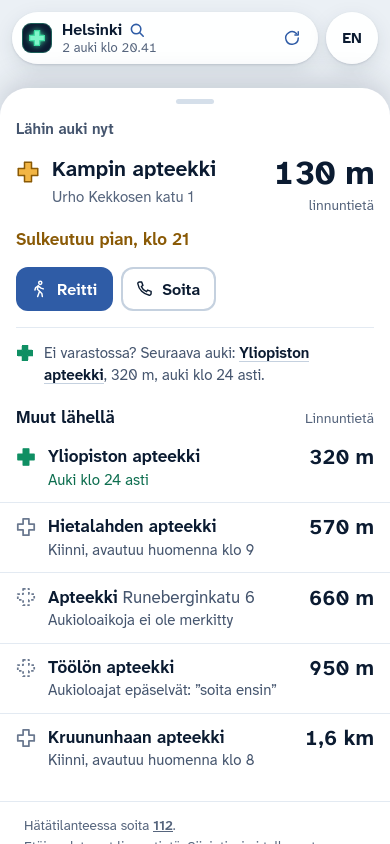 Helsinki
2 auki klo 20.41
EN
Lähin auki nyt
Kampin apteekki
130 m
Urho Kekkosen katu 1
linnuntietä
Sulkeutuu pian, klo 21
Reitti
Soita
Ei varastossa? Seuraava auki: Yliopiston
apteekki, 320 m, auki klo 24 asti.
Muut lähellä
Linnuntietä
Yliopiston apteekki
320 m
Auki klo 24 asti
Hietalahden apteekki
570 m
Kiinni, avautuu huomenna klo 9
Apteekki Runeberginkatu 6
660 m
Aukioloaikoja ei ole merkitty
Töölön apteekki
950 m
Aukioloajat epäselvät: ”soita ensin”
Kruununhaan apteekki
1,6 km
Kiinni, avautuu huomenna klo 8
Hätätilanteessa soita 112.